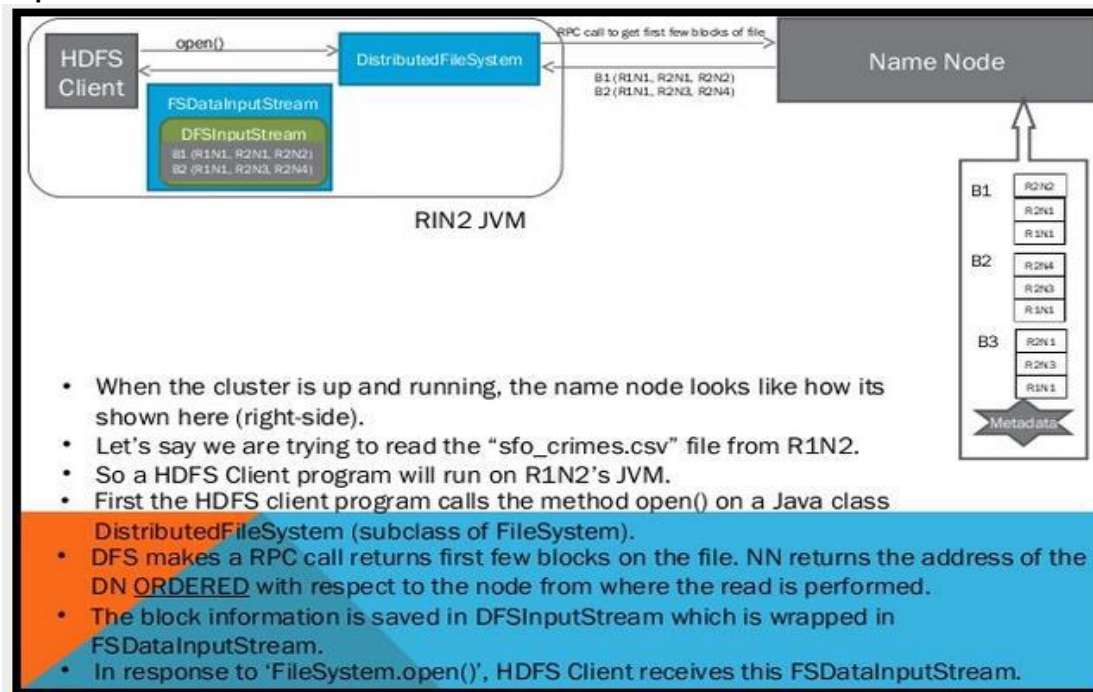 open()
RPC call to get first few blocks of file
HDFS
Client
DistributedFileSystem
Name Node
B1 (R1N1, R2N1, R2N2)
B2 (R1N1, R2N3, R2N4)
FSDataInputStream
DFSInputStream
B1 (R1N1, R2N1, R2N2)
B2 (R1N1, R2N3, R2N4)
RIN2 JVM
B1
R2N2
R2N1
R1N1
B2
R2N4
R2N3
R1N1
B3
R2N1
R2N3
R1N1
Metadata
• When the cluster is up and running, the name node looks like how its
shown here (right-side).
• Let's say we are trying to read the “sfo_crimes.csv” file from R1N2.
• So a HDFS Client program will run on R1N2's JVM.
• First the HDFS client program calls the method open() on a Java class
DistributedFileSystem (subclass of FileSystem).
• DFS makes a RPC call returns first few blocks on the file. NN returns the address of the
DN ORDERED with respect to the node from where the read is performed.
• The block information is saved in DFSInputStream which is wrapped in
FSDataInputStream.
• In response to ‘FileSystem.open()’, HDFS Client receives this FSDataInputStream.